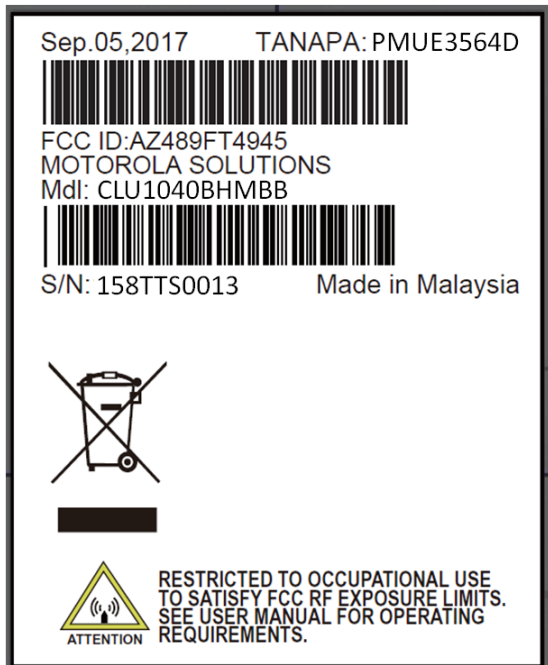 Sep.05,2017 TANAPA: PMUE3564D
FCC ID:AZ489FT4945
MOTOROLA SOLUTIONS
Mdl: CLU1040BHMBB
S/N: 158TTS0013 Made in Malaysia
ATTENTION
RESTRICTED TO OCCUPATIONAL USE
TO SATISFY FCC RF EXPOSURE LIMITS.
SEE USER MANUAL FOR OPERATING
REQUIREMENTS.